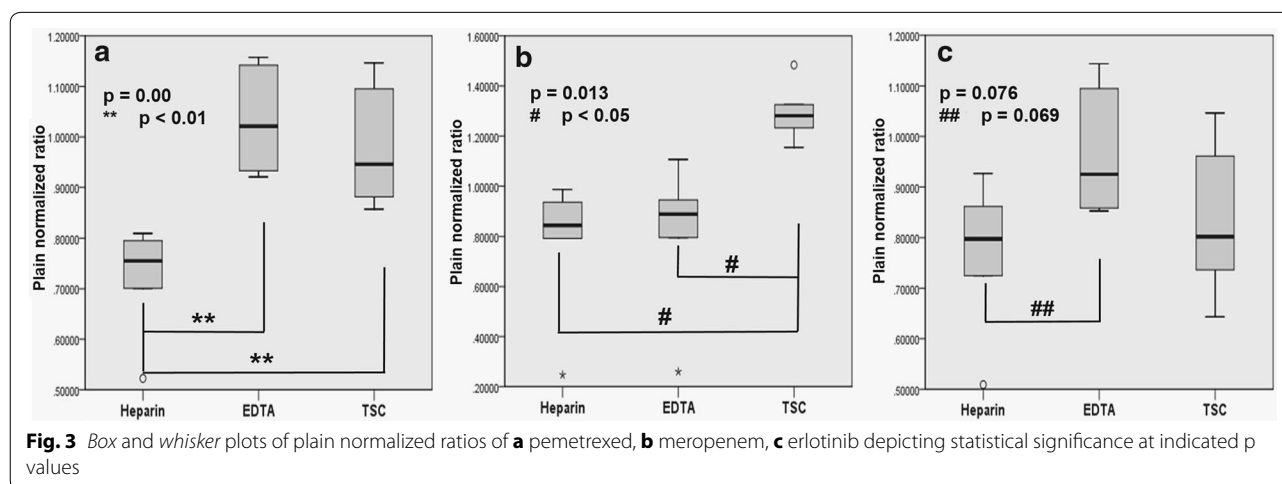 a
p = 0.00
** p < 0.01
Plain normalized ratio
1.20000
1.10000
1.00000
.90000
.80000
.70000
.60000
.50000
**
**
Heparin EDTA TSC
b
p = 0.013
# p < 0.05
Plain normalized ratio
1.60000
1.40000
1.20000
1.00000
.80000
.60000
.40000
.20000
#
#
Heparin EDTA TSC
c
p = 0.076
## p = 0.069
Plain normalized ratio
1.20000
1.10000
1.00000
.90000
.80000
.70000
.60000
.50000
##
Heparin EDTA TSC
Fig. 3 Box and whisker plots of plain normalized ratios of a pemetrexed, b meropenem, c erlotinib depicting statistical significance at indicated p
values